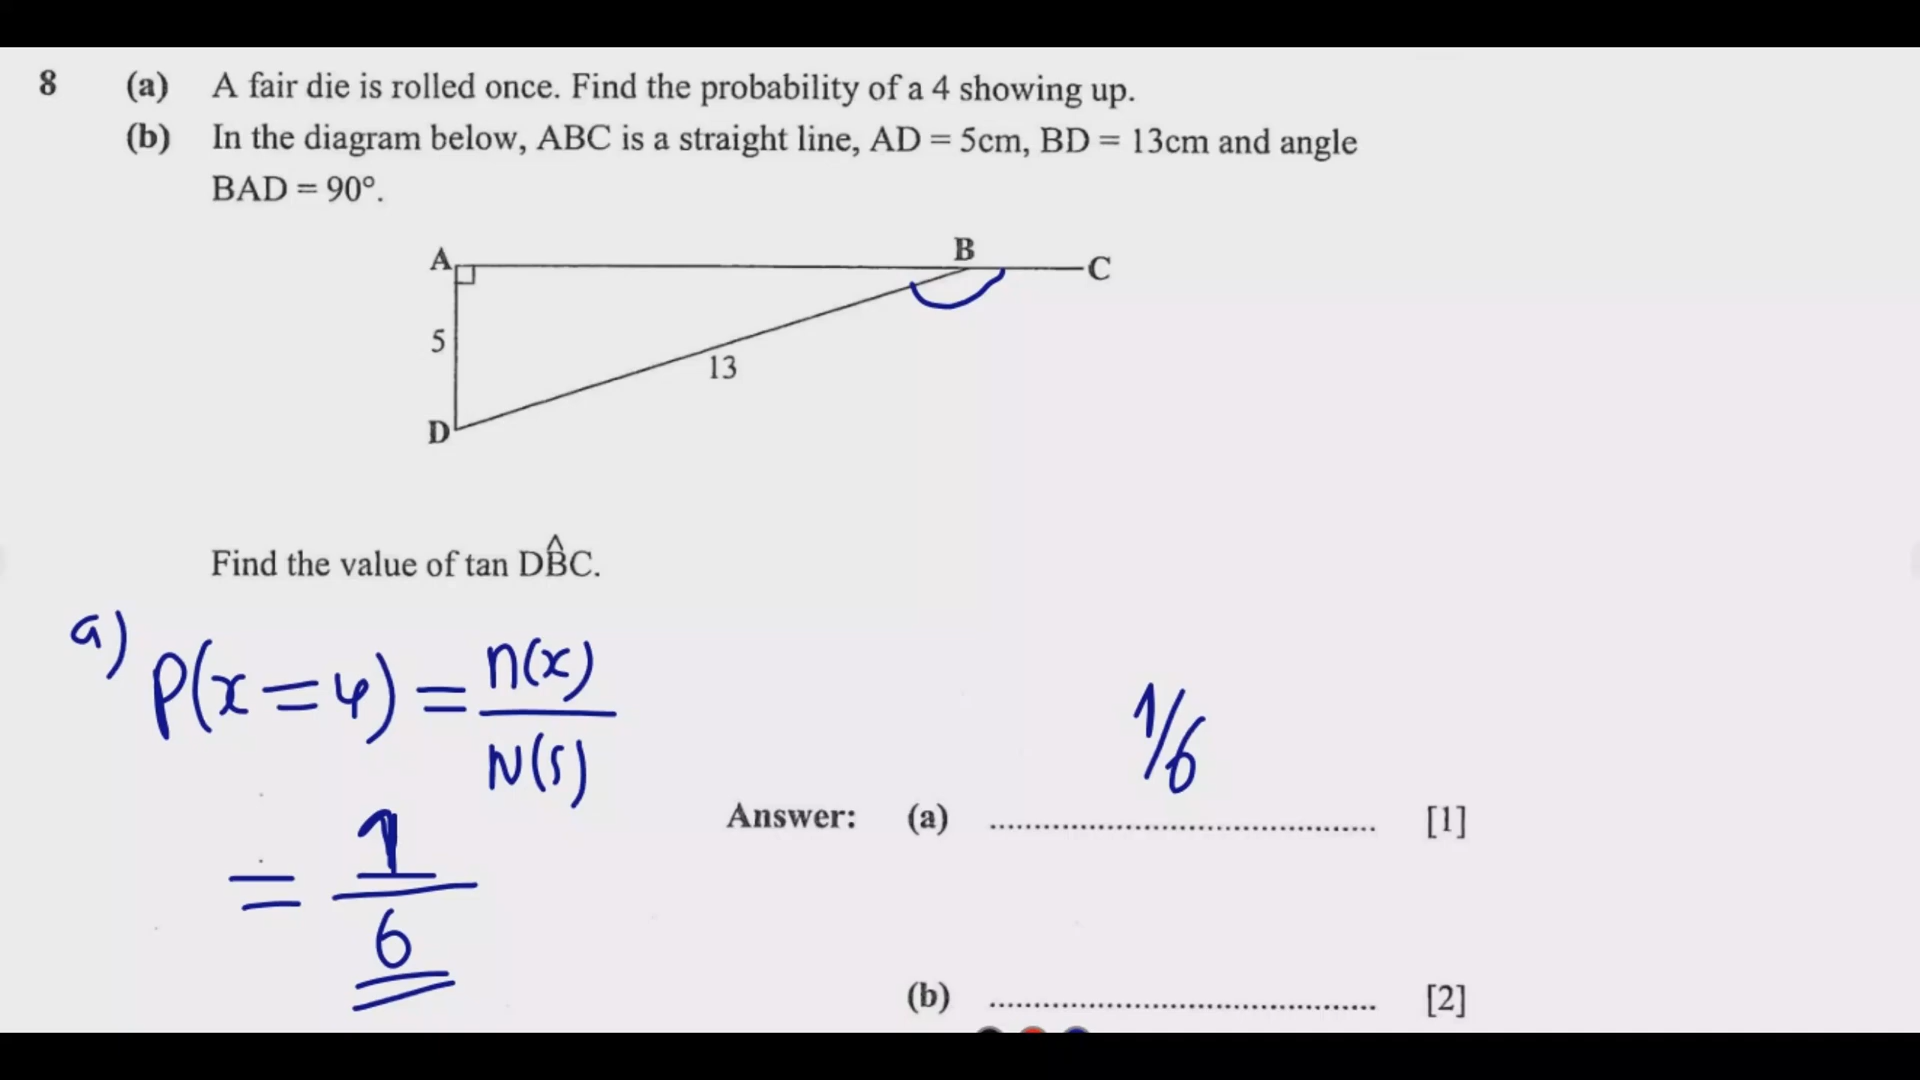 8 (a) A fair die is rolled once. Find the probability of a 4 showing up.
(b) In the diagram below, ABC is a straight line, AD = 5cm, BD = 13cm and angle
BAD = 90°.
A B C
5
13
D
Find the value of tan DB̂C.
a) P(x=4) = n(x)/N(s)
= 1/6
1/6
Answer: (a) ............................................ [1]
(b) ............................................ [2]